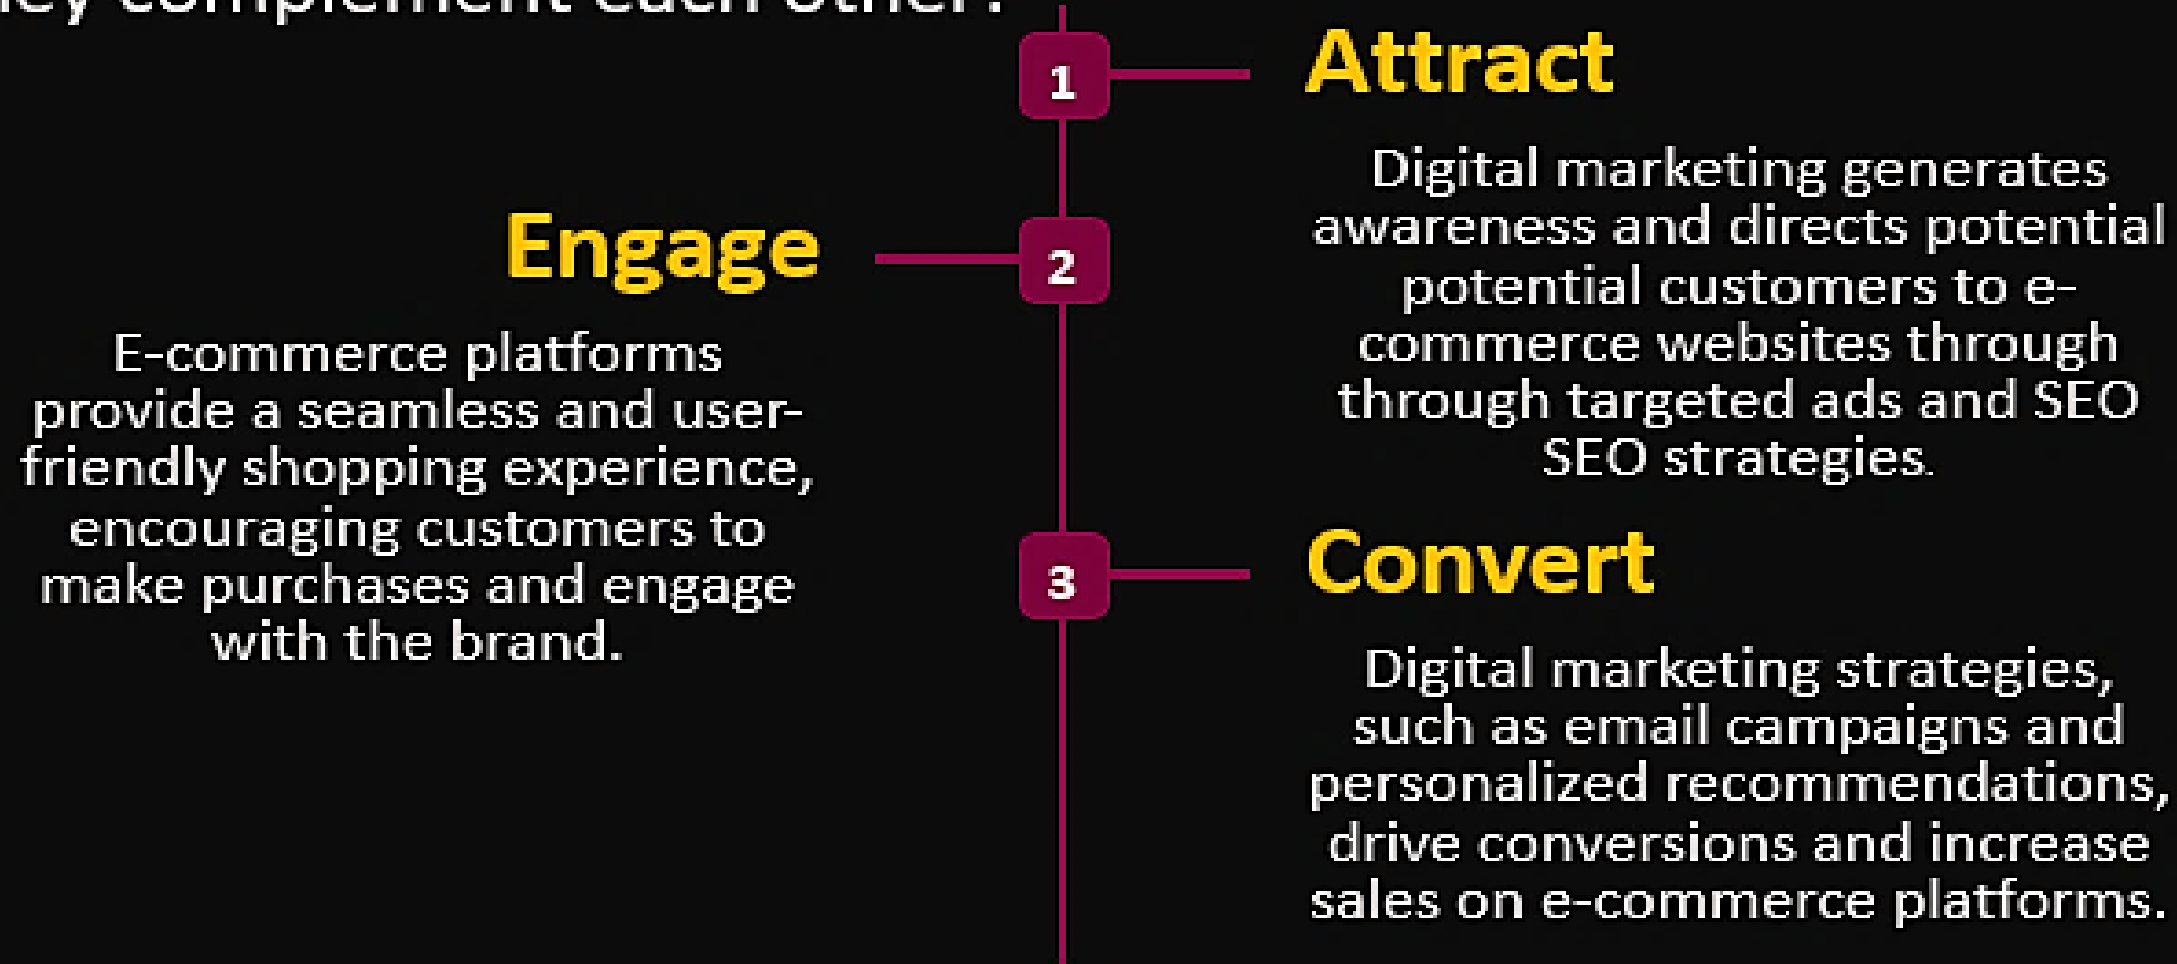 complement each other?
1
Attract
Digital marketing generates
awareness and directs potential
potential customers to e-
commerce websites through
through targeted ads and SEO
SEO strategies.
2
Engage
E-commerce platforms
provide a seamless and user-
friendly shopping experience,
encouraging customers to
make purchases and engage
with the brand.
3
Convert
Digital marketing strategies,
such as email campaigns and
personalized recommendations,
drive conversions and increase
sales on e-commerce platforms.